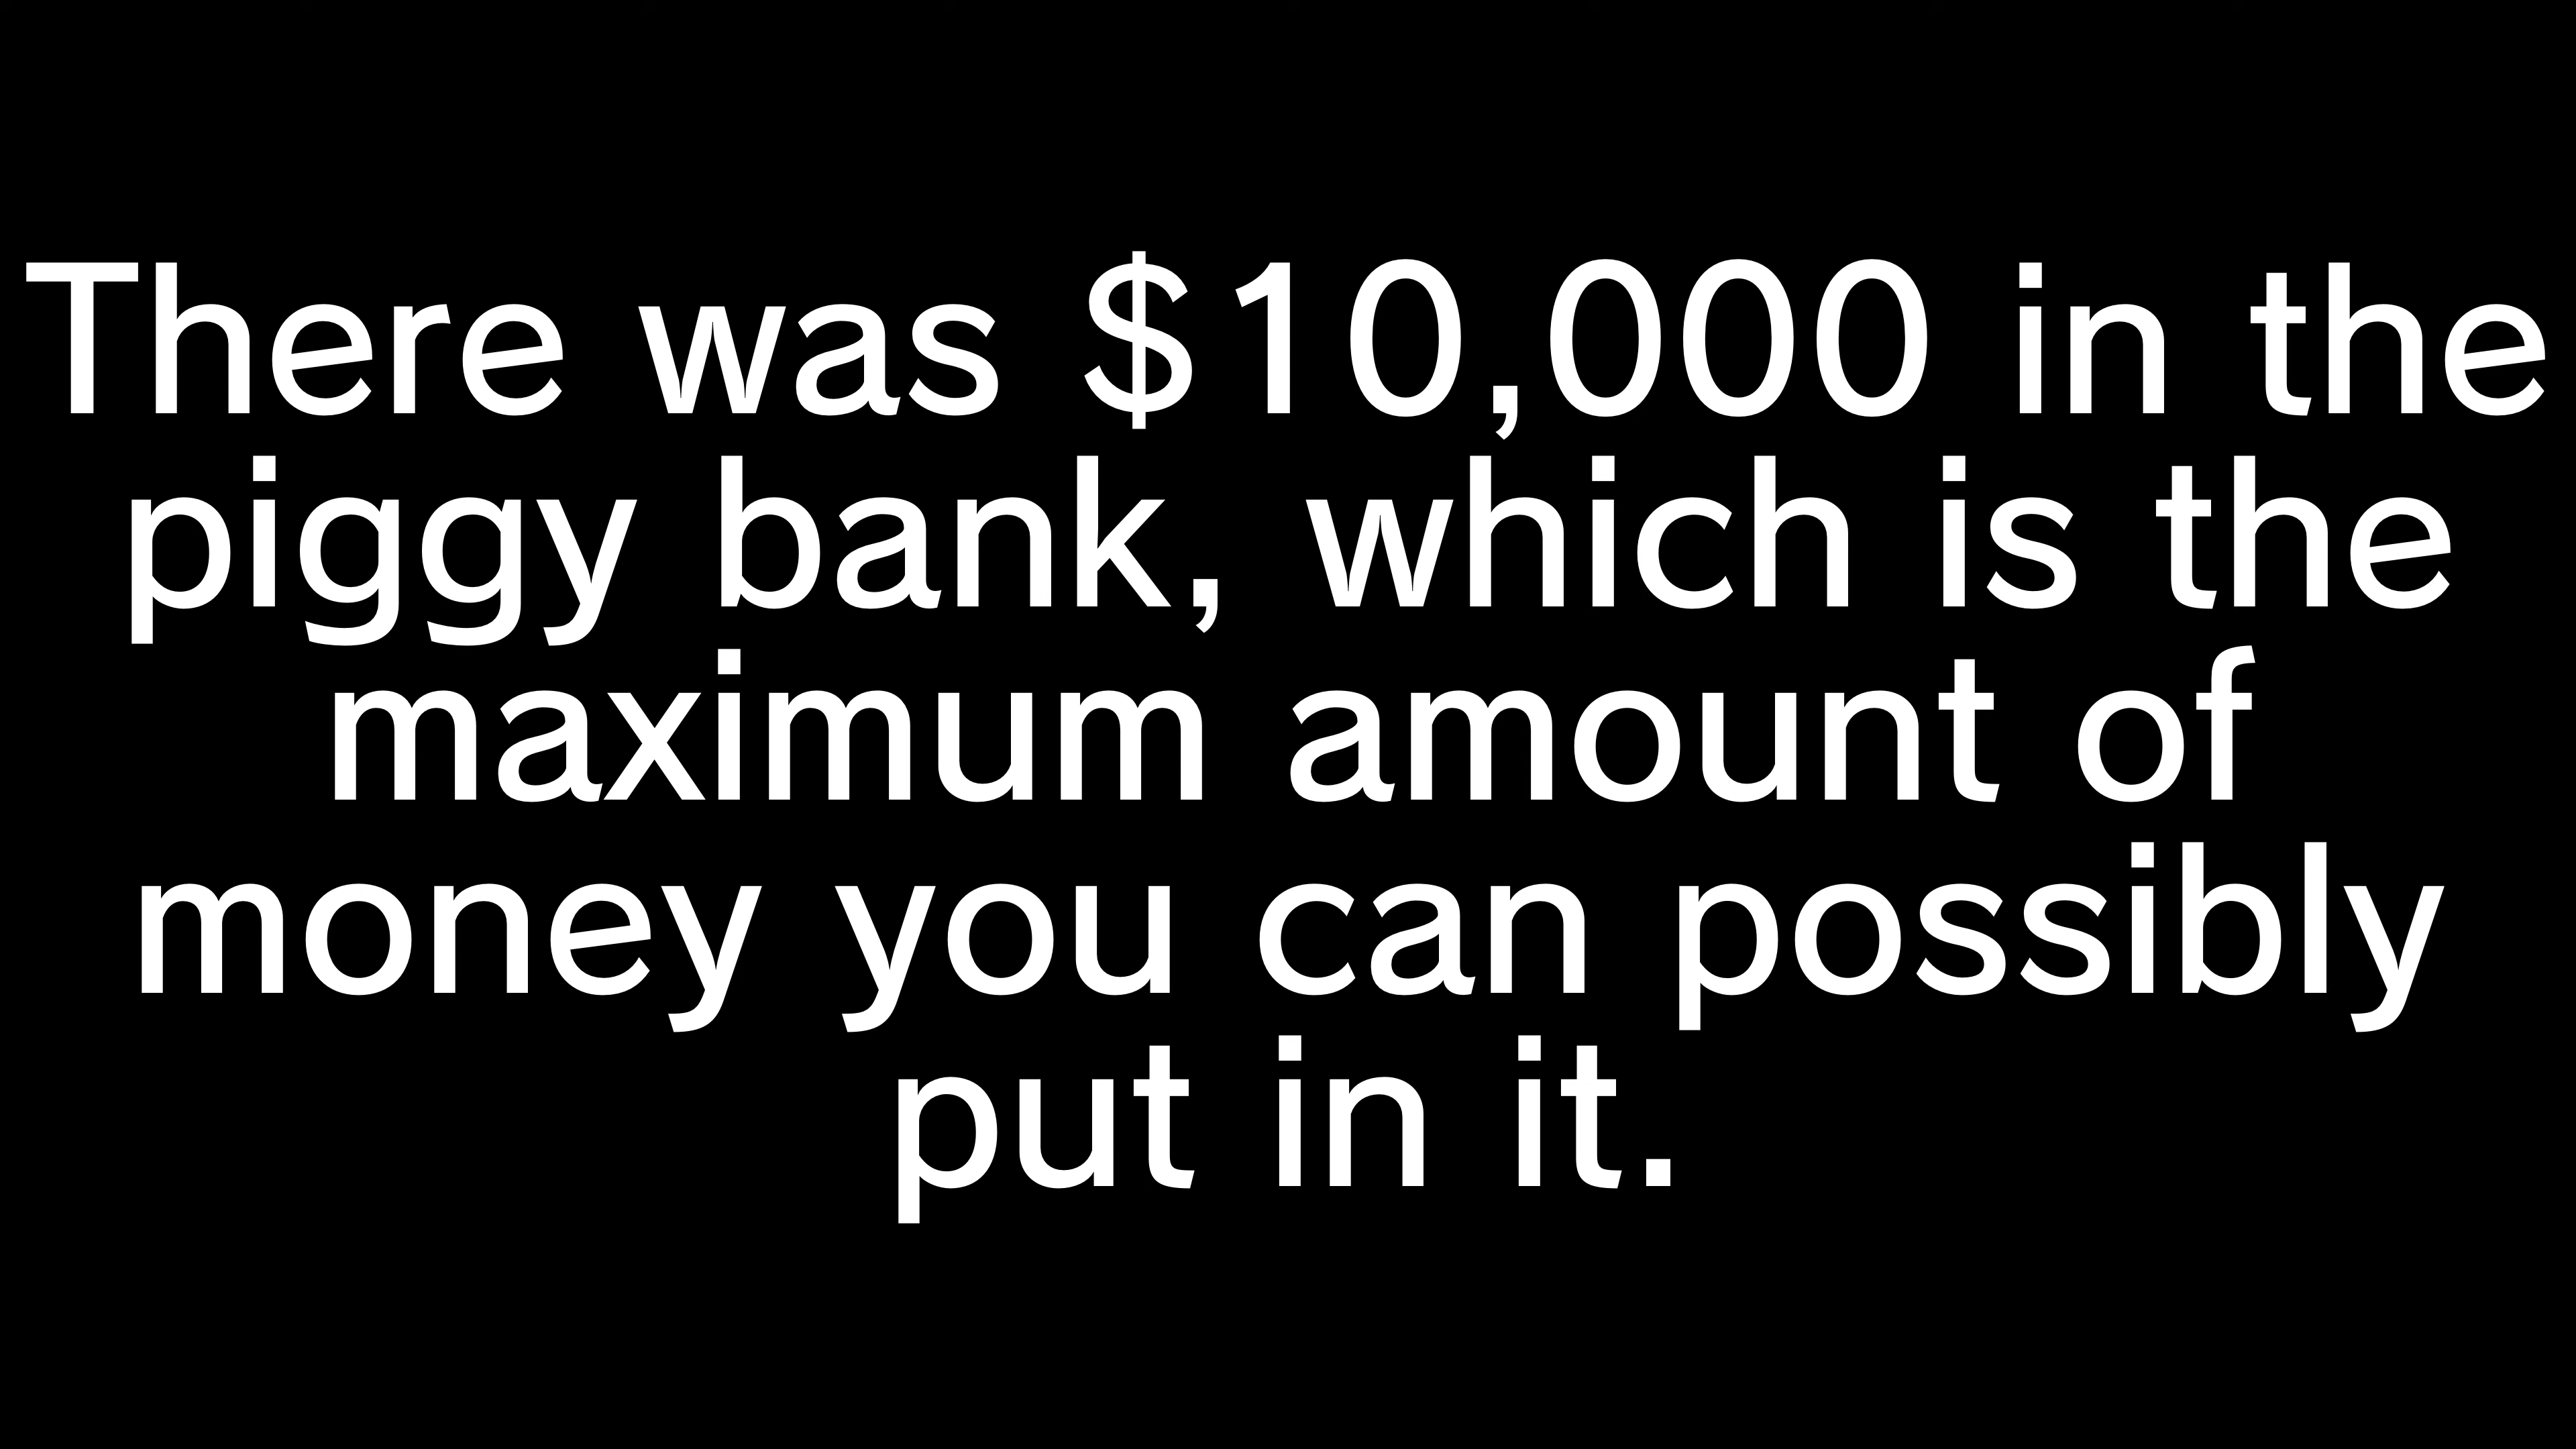 There was $10,000 in the
piggy bank, which is the
maximum amount of
money you can possibly
put in it.